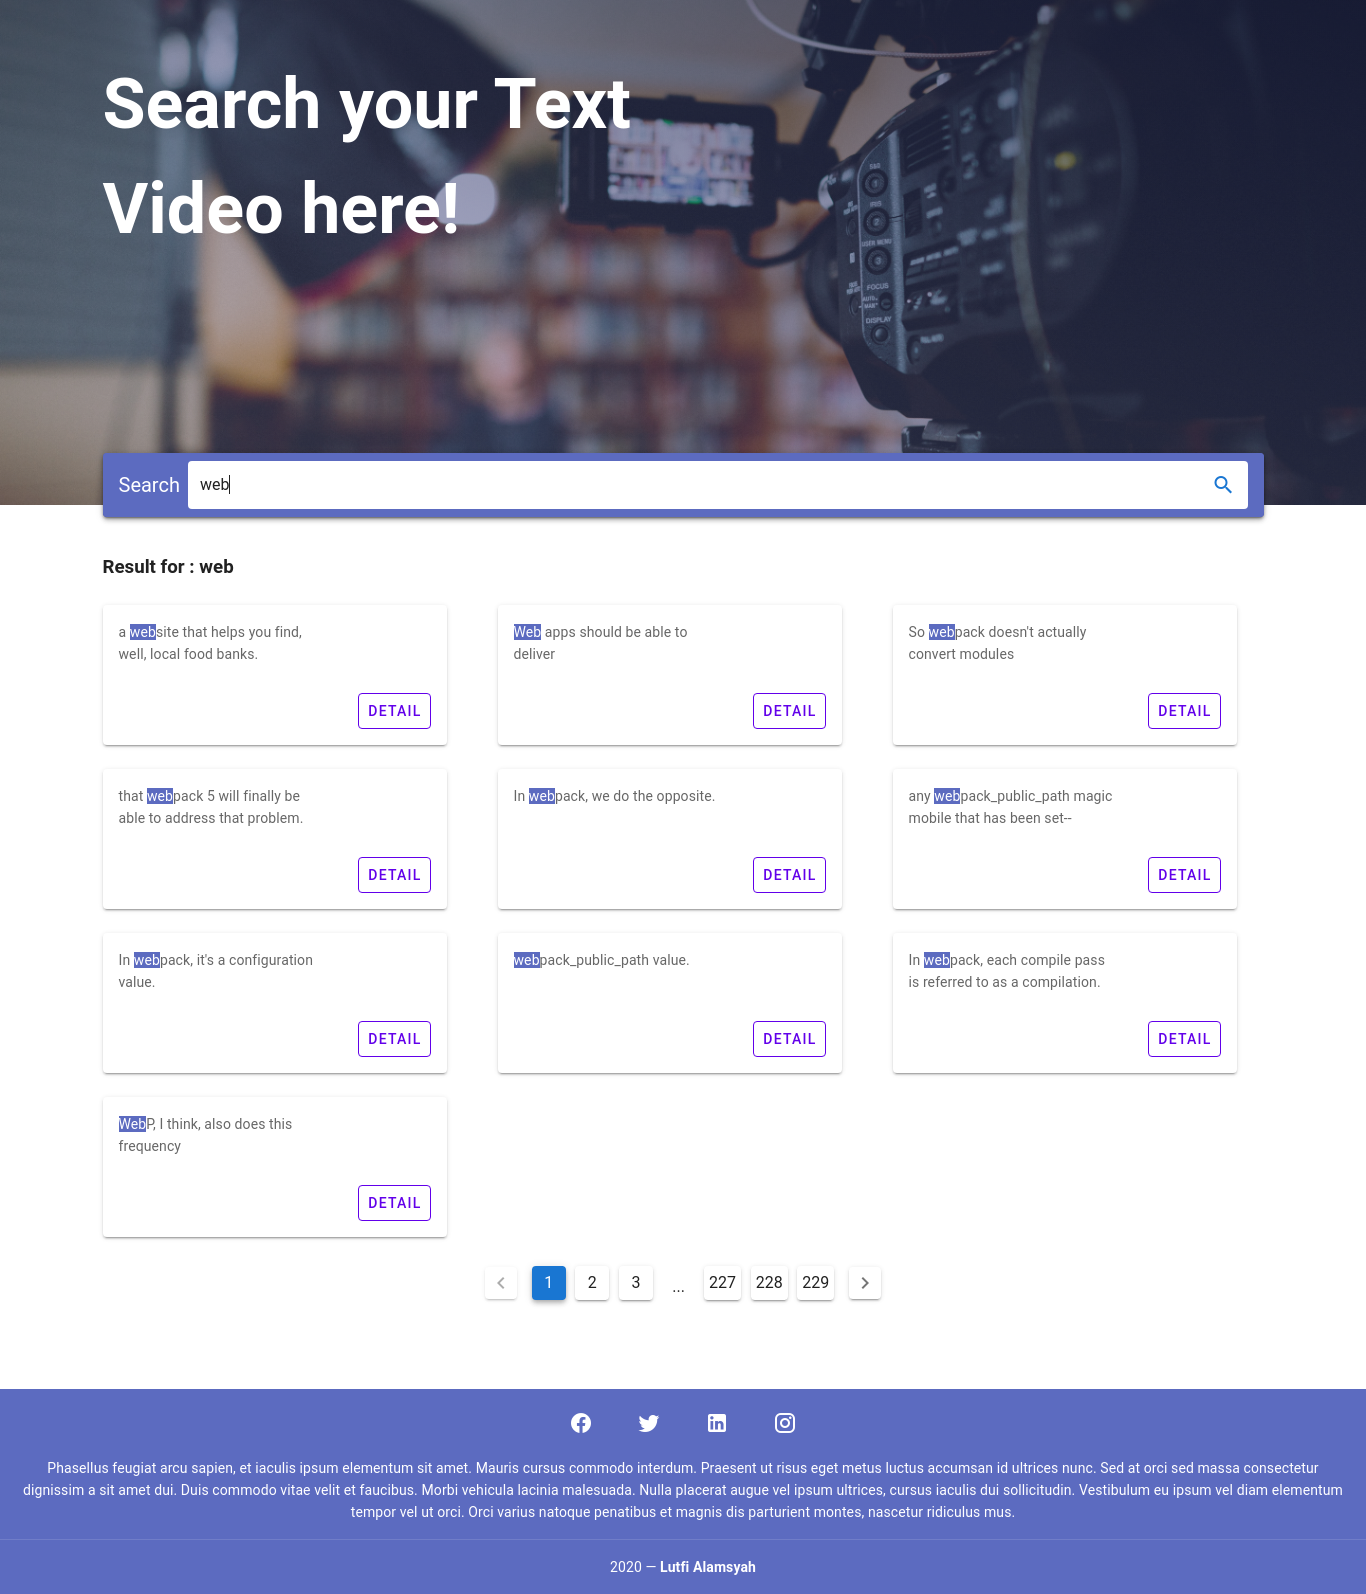 Search your Text
Video here!
Search
web
Result for : web
a website that helps you find,
well, local food banks.
DETAIL
Web apps should be able to
deliver
DETAIL
So webpack doesn't actually
convert modules
DETAIL
that webpack 5 will finally be
able to address that problem.
DETAIL
In webpack, we do the opposite.
DETAIL
any webpack_public_path magic
mobile that has been set--
DETAIL
In webpack, it's a configuration
value.
DETAIL
webpack_public_path value.
DETAIL
In webpack, each compile pass
is referred to as a compilation.
DETAIL
WebP, I think, also does this
frequency
DETAIL
1 2 3 ... 227 228 229
Phasellus feugiat arcu sapien, et iaculis ipsum elementum sit amet. Mauris cursus commodo interdum. Praesent ut risus eget metus luctus accumsan id ultrices nunc. Sed at orci sed massa consectetur
dignissim a sit amet dui. Duis commodo vitae velit et faucibus. Morbi vehicula lacinia malesuada. Nulla placerat augue vel ipsum ultrices, cursus iaculis dui sollicitudin. Vestibulum eu ipsum vel diam elementum
tempor vel ut orci. Orci varius natoque penatibus et magnis dis parturient montes, nascetur ridiculus mus.
2020 — Lutfi Alamsyah
IRIS
FOCUS
DISPLAY